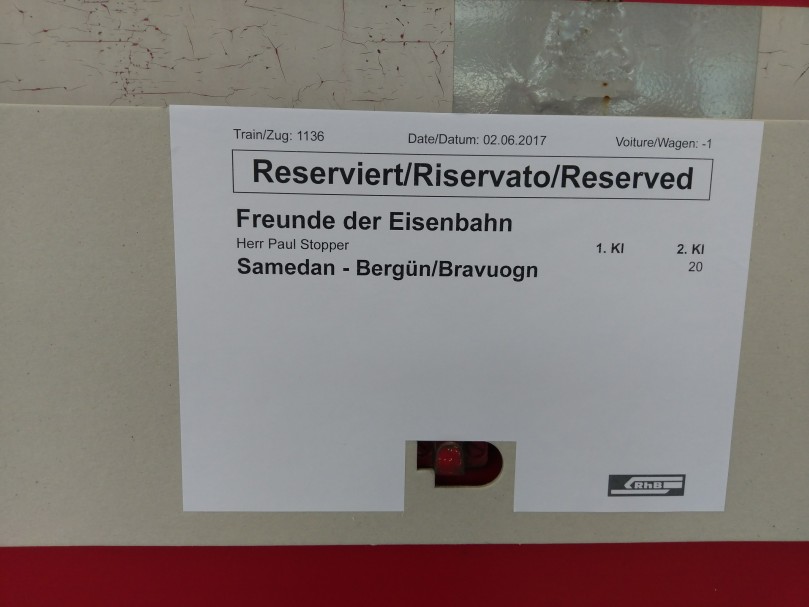 Train/Zug: 1136 Date/Datum: 02.06.2017 Voiture/Wagen: -1
Reserviert/Riservato/Reserved
Freunde der Eisenbahn
Herr Paul Stopper 1. Kl 2. Kl
Samedan - Bergün/Bravuogn 20
RhB